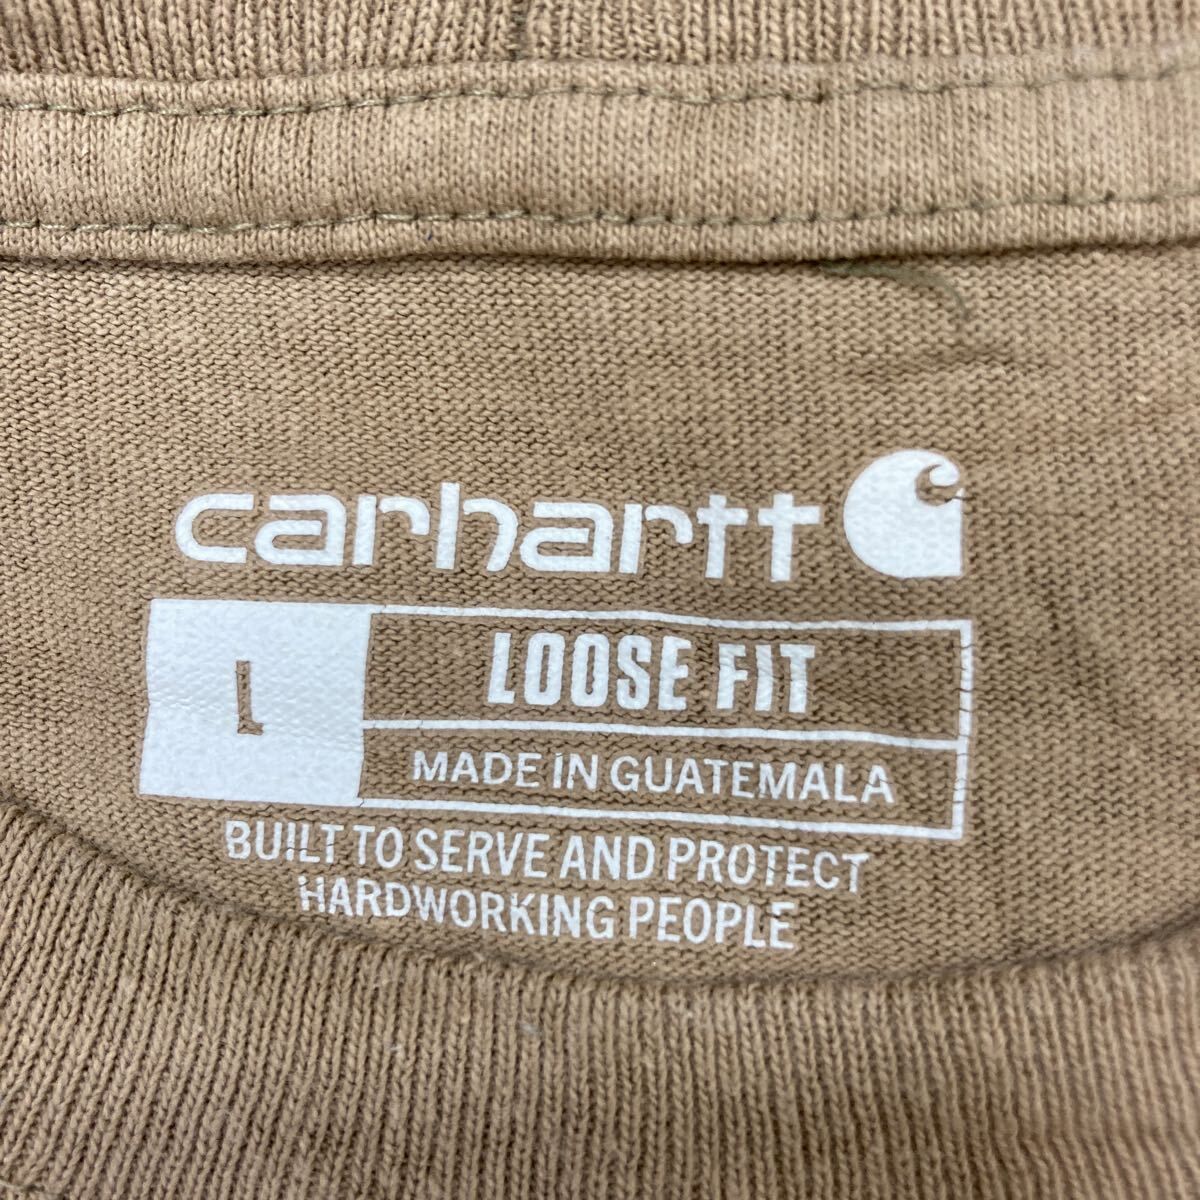 carhartt
L
LOOSE FIT
MADE IN GUATEMALA
BUILT TO SERVE AND PROTECT
HARDWORKING PEOPLE